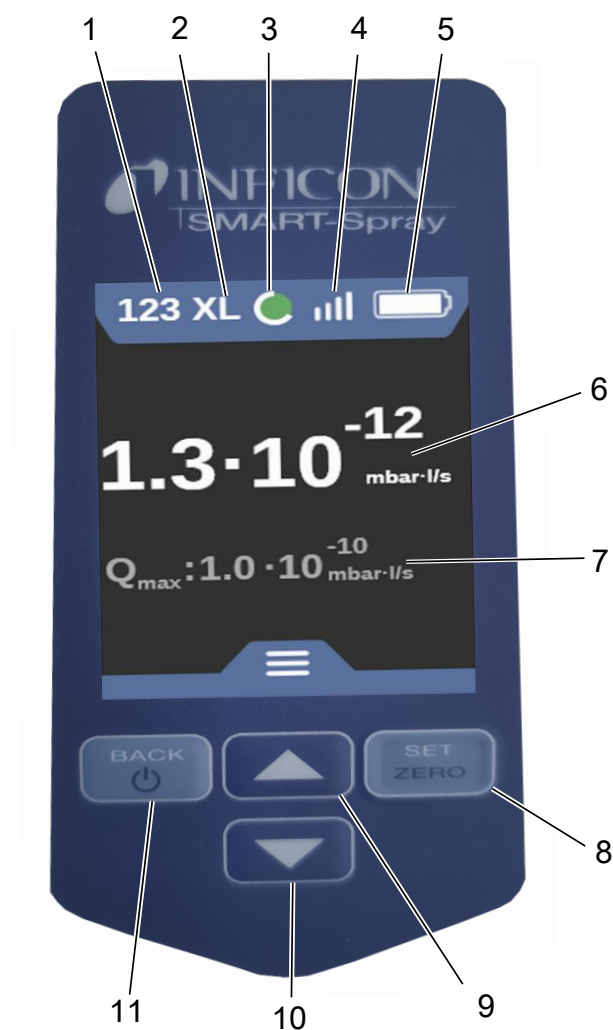 1 2 3 4 5
INFICON
SMART-Spray
123 XL
1.3·10⁻¹² mbar·l/s
6
Qmax:1.0 ·10⁻¹⁰ mbar·l/s
7
BACK
SET
ZERO
8
11 10 9